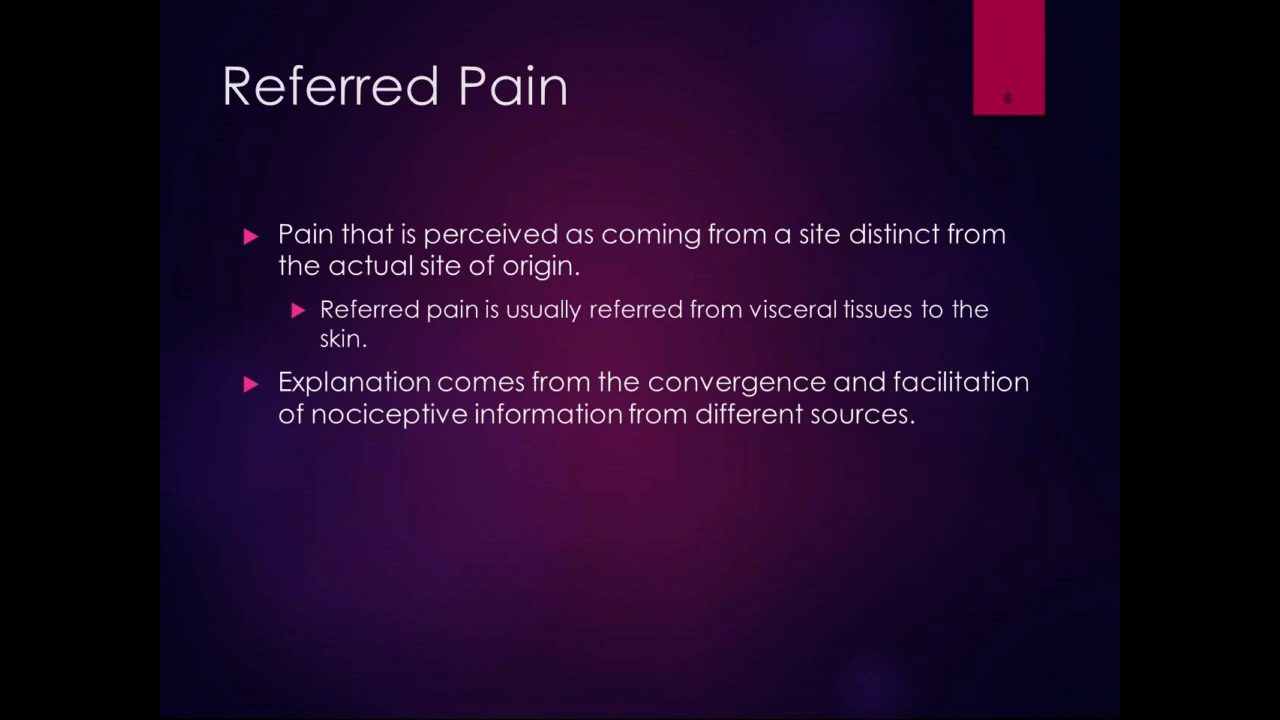 Referred Pain
6
Pain that is perceived as coming from a site distinct from
the actual site of origin.
Referred pain is usually referred from visceral tissues to the
skin.
Explanation comes from the convergence and facilitation
of nociceptive information from different sources.